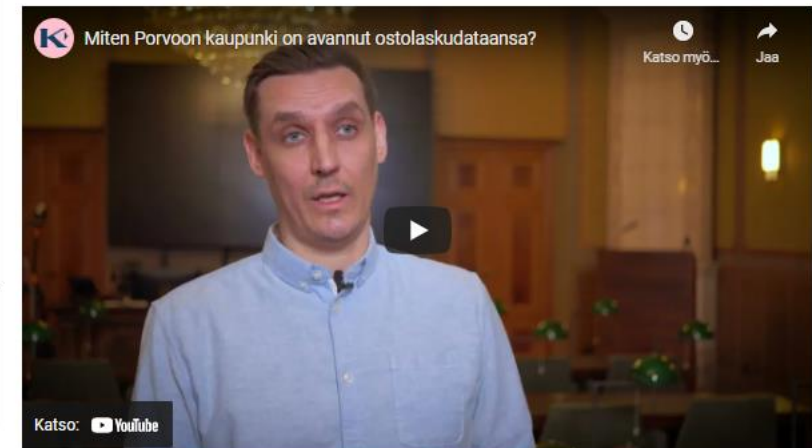 K
Miten Porvoon kaupunki on avannut ostolaskudataansa?
Katso myö...
Jaa
Katso: YouTube